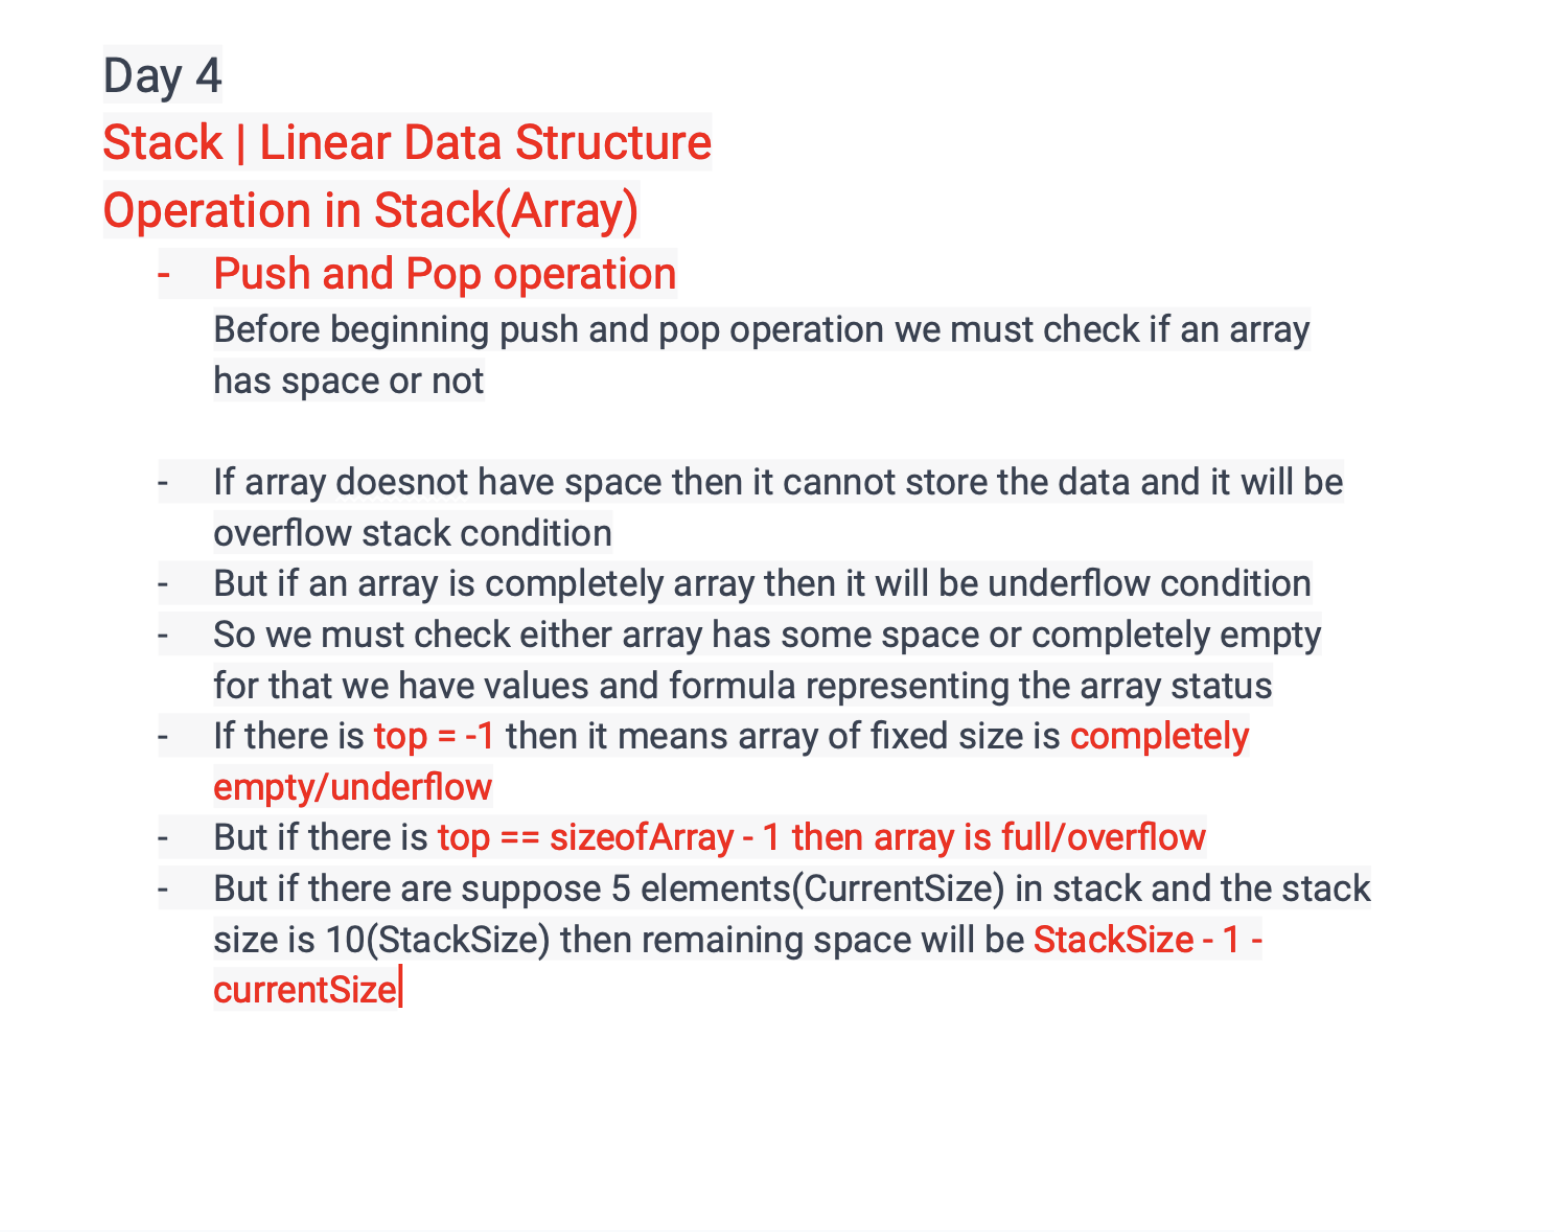 Day 4
Stack | Linear Data Structure
Operation in Stack(Array)
- Push and Pop operation
Before beginning push and pop operation we must check if an array
has space or not
- If array doesnot have space then it cannot store the data and it will be
overflow stack condition
- But if an array is completely array then it will be underflow condition
- So we must check either array has some space or completely empty
for that we have values and formula representing the array status
- If there is top = -1 then it means array of fixed size is completely
empty/underflow
- But if there is top == sizeofArray - 1 then array is full/overflow
- But if there are suppose 5 elements(CurrentSize) in stack and the stack
size is 10(StackSize) then remaining space will be StackSize - 1 -
currentSize